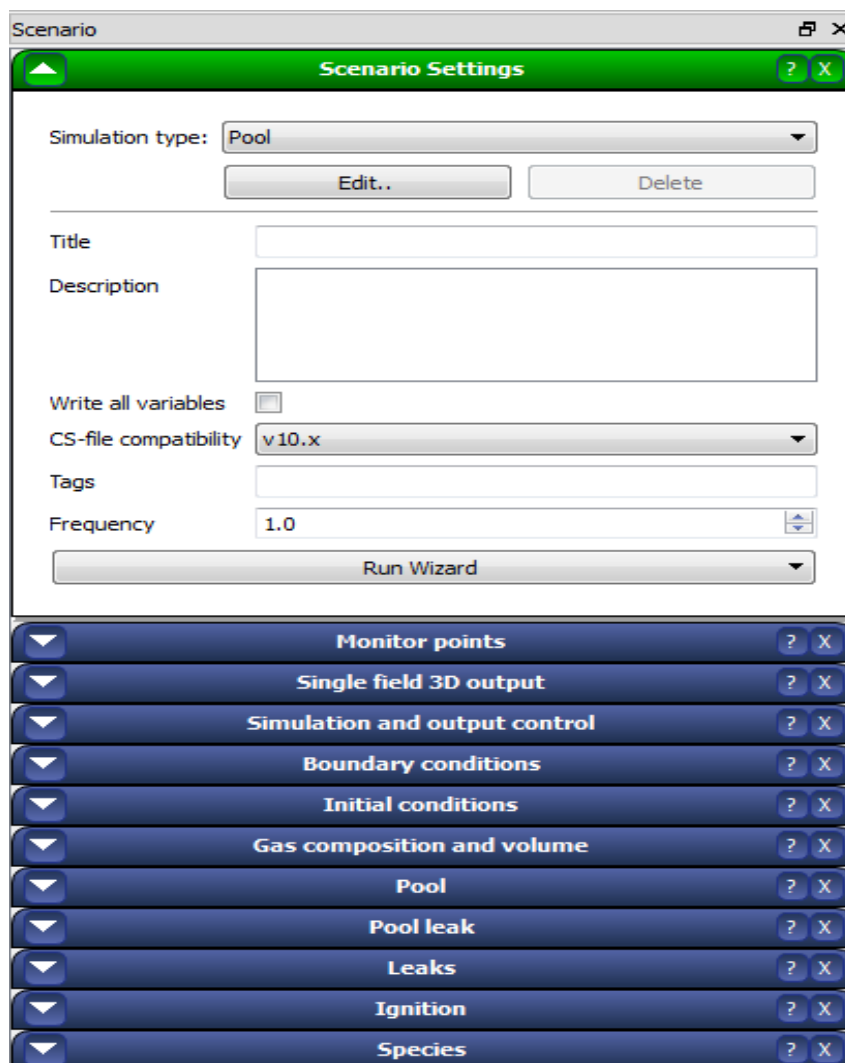 Scenario
Scenario Settings ? X
Simulation type: Pool
Edit.. Delete
Title
Description
Write all variables
CS-file compatibility v10.x
Tags
Frequency 1.0
Run Wizard
Monitor points ? X
Single field 3D output ? X
Simulation and output control ? X
Boundary conditions ? X
Initial conditions ? X
Gas composition and volume ? X
Pool ? X
Pool leak ? X
Leaks ? X
Ignition ? X
Species ? X